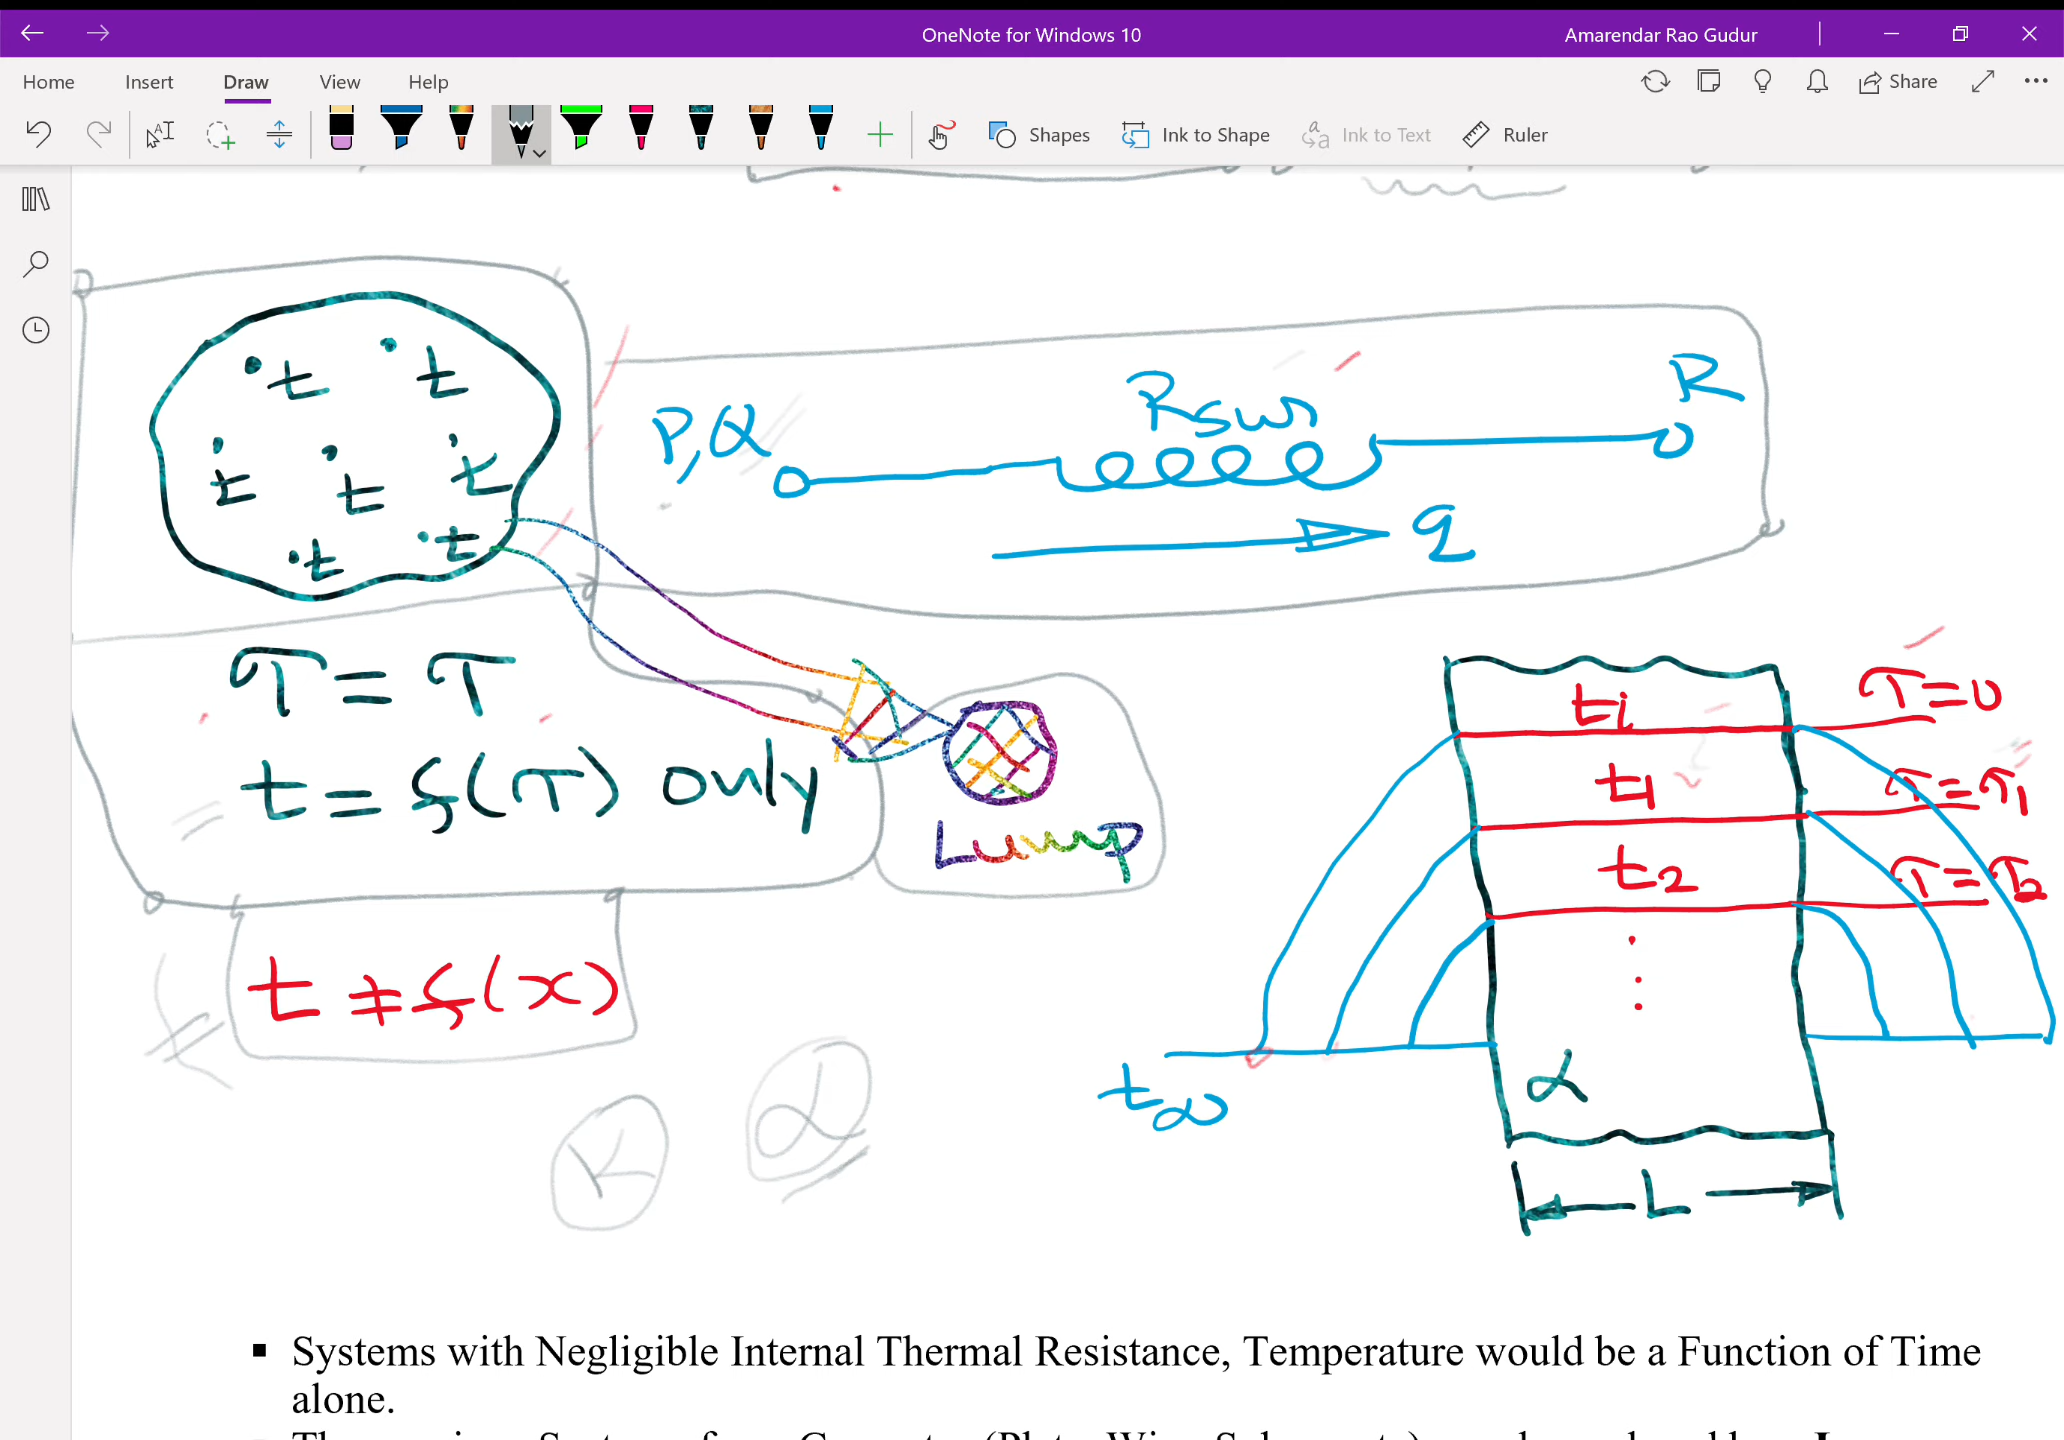 OneNote for Windows 10
Amarendar Rao Gudur
Home Insert Draw View Help
Share
Shapes Ink to Shape Ink to Text Ruler
t t
t t t
t t
P,Q
R
q
τ = τ
t = f(τ) only
Lump
t ≠ f(x)
K
α
ti τ=0
t1 τ=τ1
t2 τ=τ2
t∞
α
L
▪ Systems with Negligible Internal Thermal Resistance, Temperature would be a Function of Time
alone.